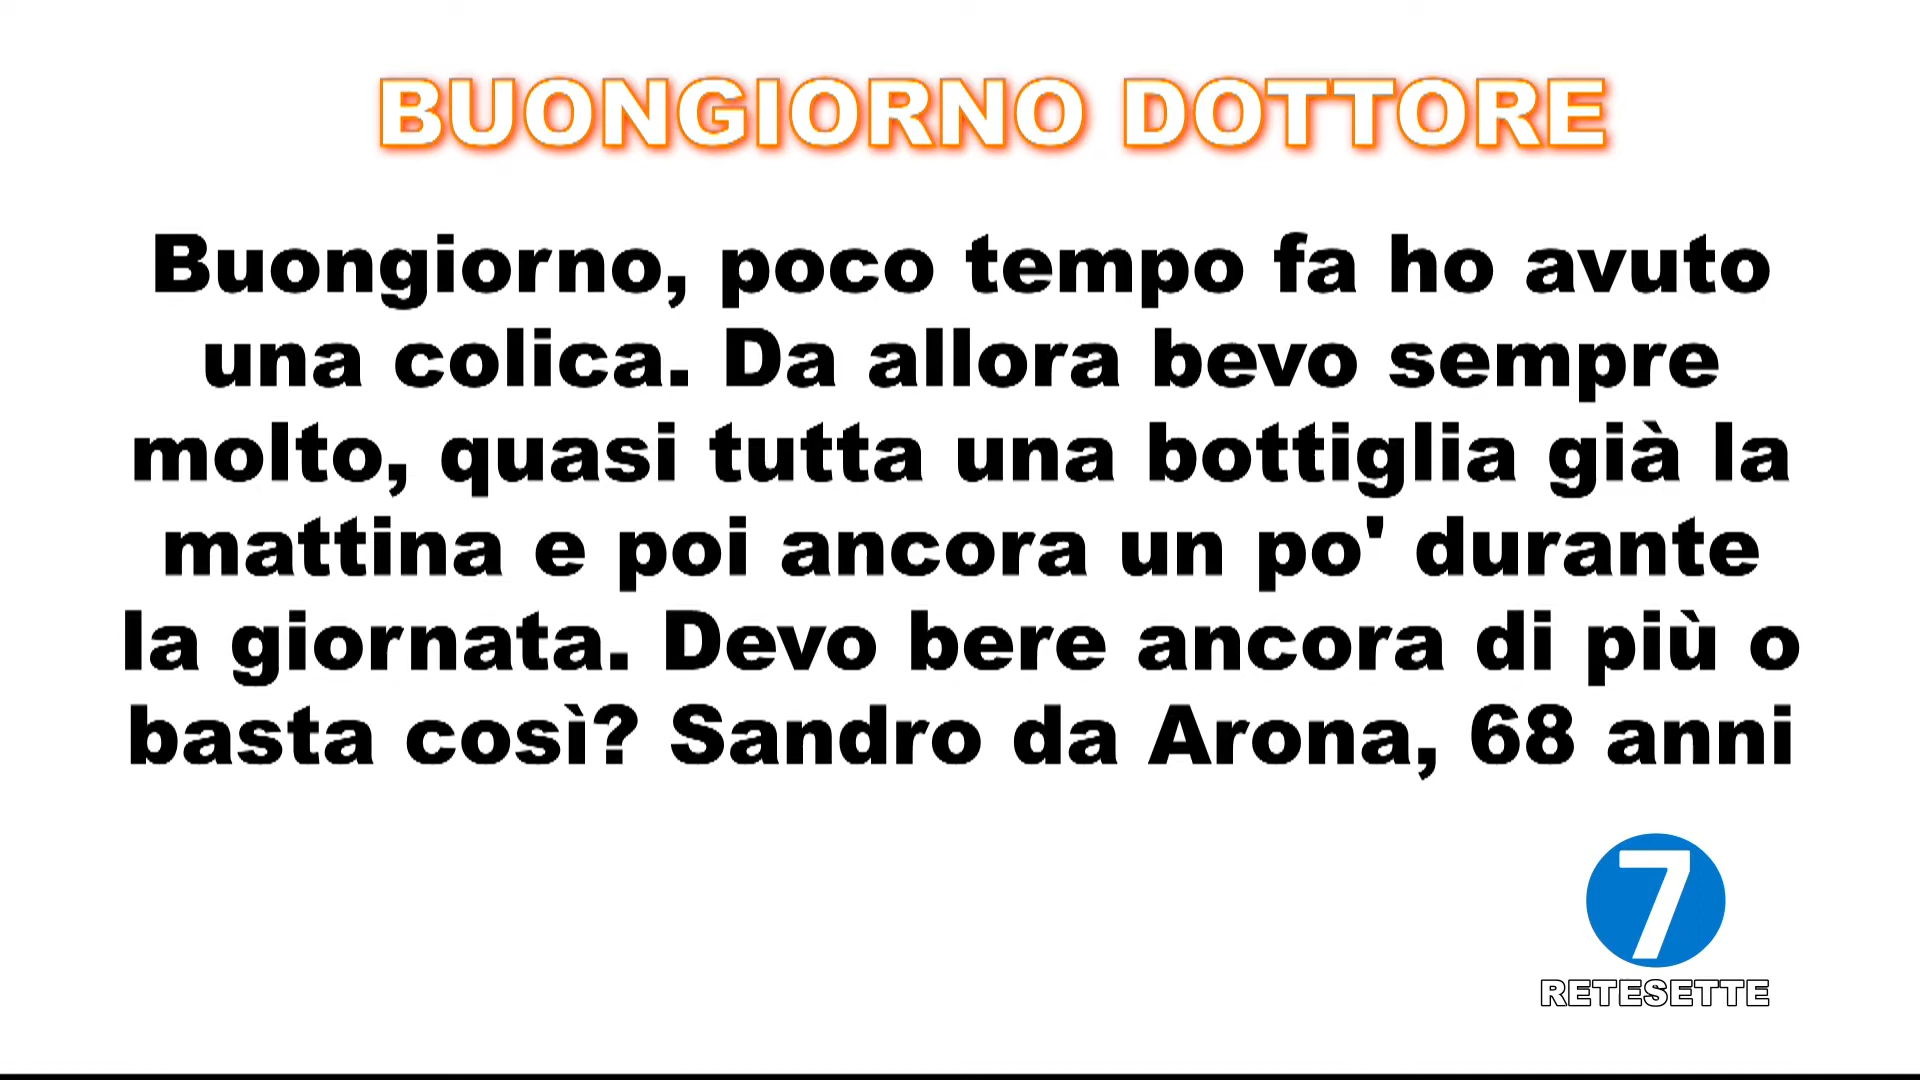 BUONGIORNO DOTTORE
Buongiorno, poco tempo fa ho avuto
una colica. Da allora bevo sempre
molto, quasi tutta una bottiglia già la
mattina e poi ancora un po' durante
la giornata. Devo bere ancora di più o
basta così? Sandro da Arona, 68 anni
7
RETESETTE